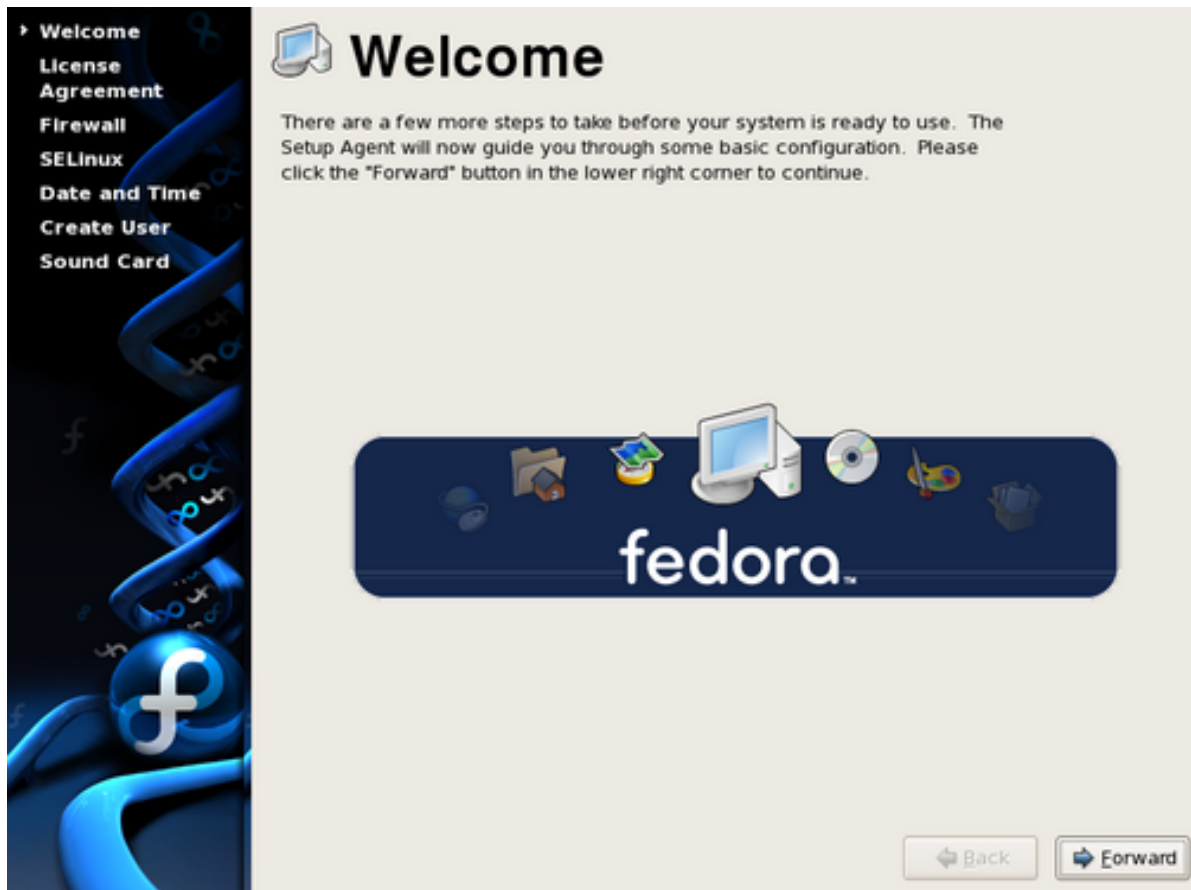 Welcome
License
Agreement
Firewall
SELinux
Date and Time
Create User
Sound Card
Welcome
There are a few more steps to take before your system is ready to use. The
Setup Agent will now guide you through some basic configuration. Please
click the "Forward" button in the lower right corner to continue.
fedora™
Back
Forward